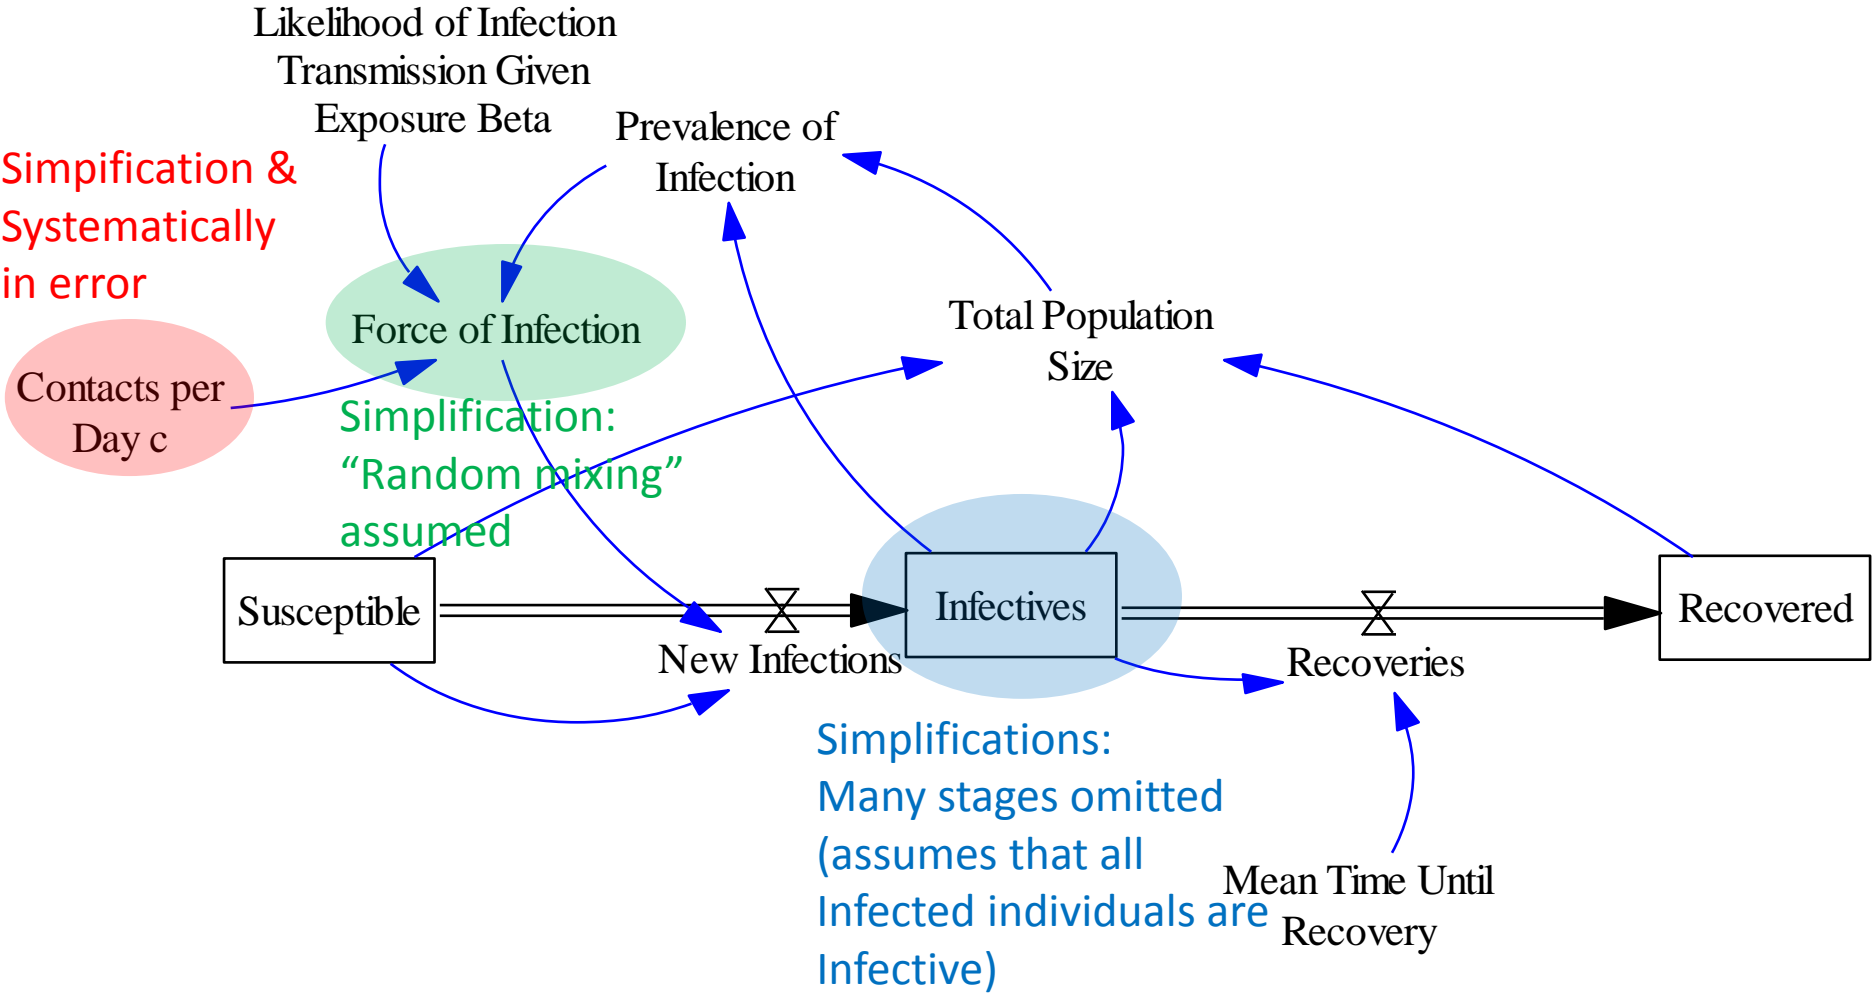 Likelihood of Infection
Transmission Given
Exposure Beta
Prevalence of
Infection
Simpification &
Systematically
in error
Force of Infection
Total Population
Size
Contacts per
Day c
Simplification:
“Random mixing”
assumed
Susceptible
Infectives
Recovered
New Infections
Recoveries
Simplifications:
Many stages omitted
(assumes that all
Infected individuals are
Infective)
Mean Time Until
Recovery